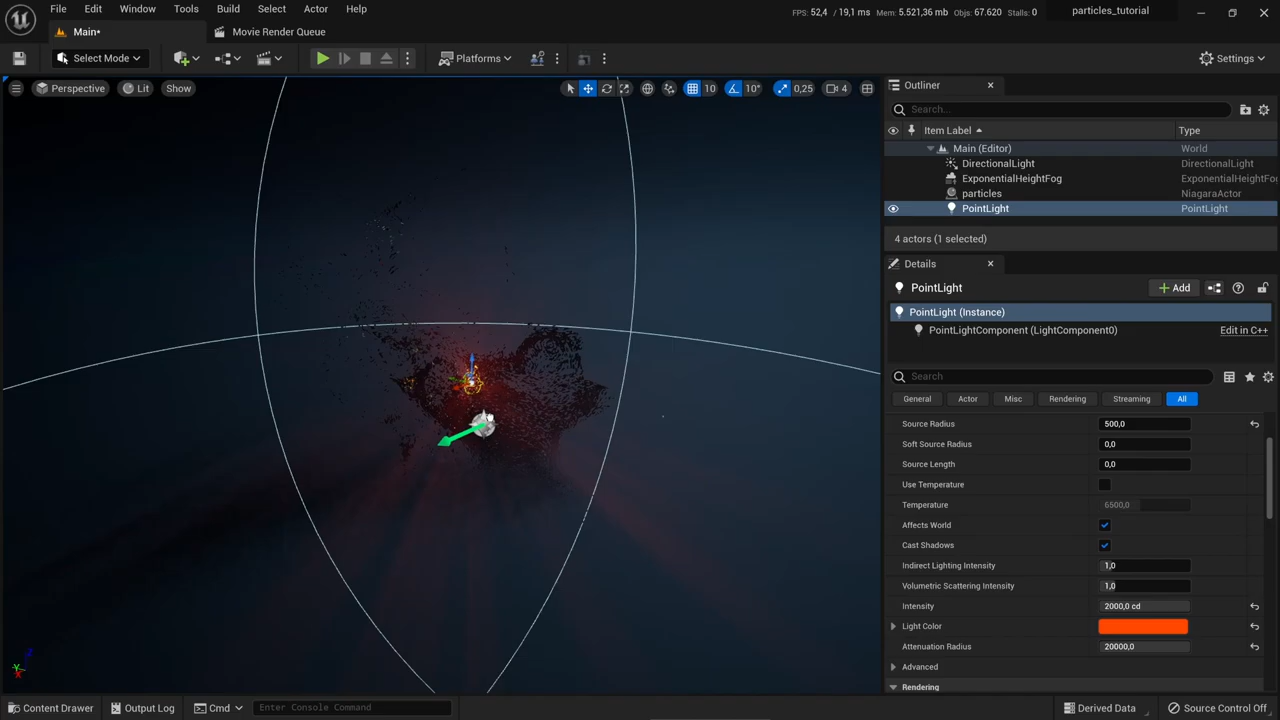 File Edit Window Tools Build Select Actor Help
FPS: 52,4 / 19,1 ms Mem: 5.521,36 mb Objs: 67.620 Stalls: 0
particles_tutorial
Main•
Movie Render Queue
Select Mode
Platforms
Settings
Perspective
Lit
Show
10
10°
0,25
4
Outliner
Search...
Item Label
Type
Main (Editor)
World
DirectionalLight
DirectionalLight
ExponentialHeightFog
ExponentialHeightFo
particles
NiagaraActor
PointLight
PointLight
4 actors (1 selected)
Details
PointLight
+ Add
PointLight (Instance)
PointLightComponent (LightComponent0)
Edit in C++
Search
General
Actor
Misc
Rendering
Streaming
All
Source Radius
500,0
Soft Source Radius
0,0
Source Length
0,0
Use Temperature
Temperature
6500,0
Affects World
Cast Shadows
Indirect Lighting Intensity
1,0
Volumetric Scattering Intensity
1,0
Intensity
2000,0 cd
Light Color
Attenuation Radius
20000,0
Advanced
Rendering
Z
Y
X
Content Drawer
Output Log
Cmd
Enter Console Command
Derived Data
Source Control Off